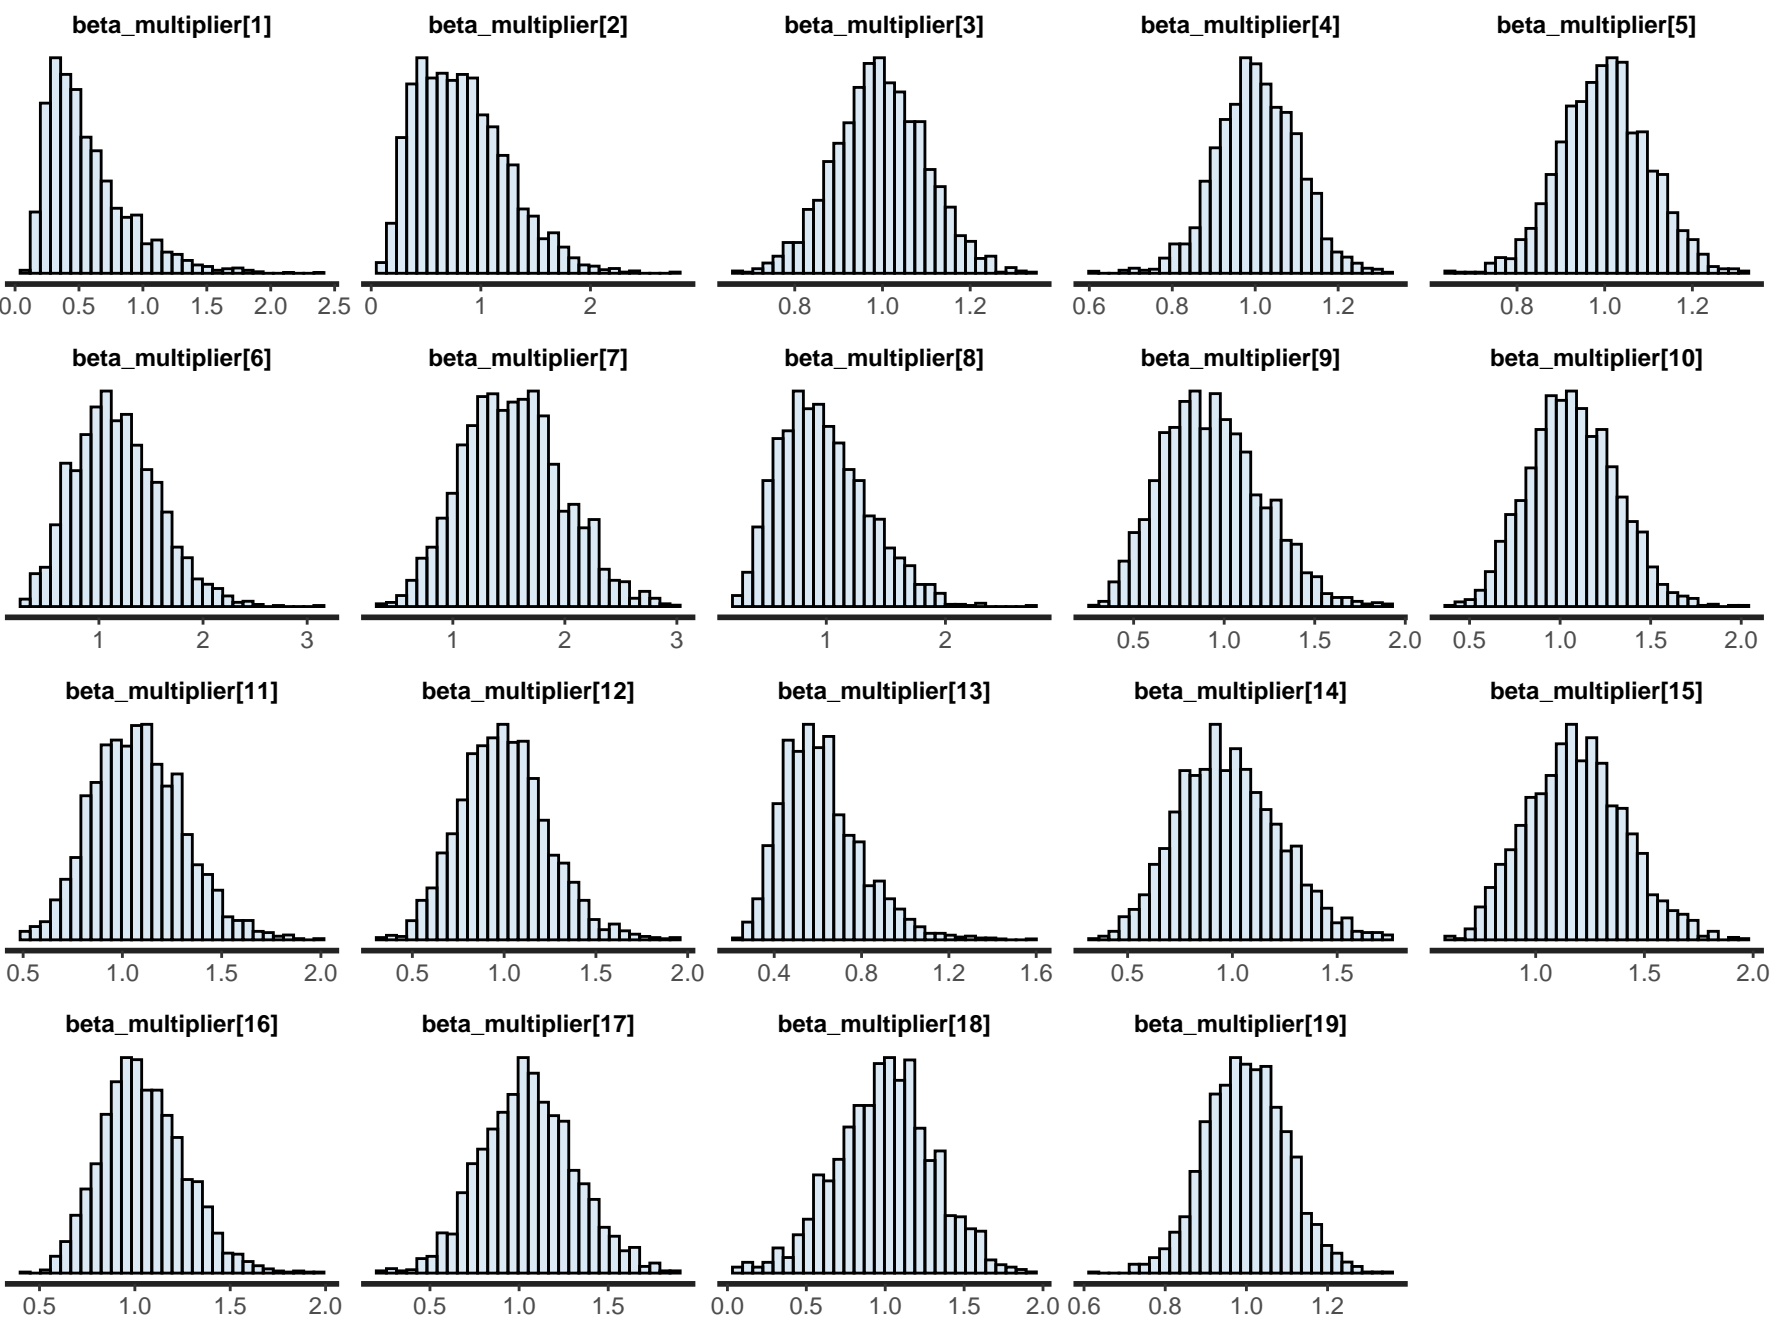 beta_multiplier[1] beta_multiplier[2] beta_multiplier[3] beta_multiplier[4] beta_multiplier[5]
0.0 0.5 1.0 1.5 2.0 2.5 0 1 2 0.8 1.0 1.2 0.6 0.8 1.0 1.2 0.8 1.0 1.2
beta_multiplier[6] beta_multiplier[7] beta_multiplier[8] beta_multiplier[9] beta_multiplier[10]
1 2 3 1 2 3 1 2 0.5 1.0 1.5 2.0 0.5 1.0 1.5 2.0
beta_multiplier[11] beta_multiplier[12] beta_multiplier[13] beta_multiplier[14] beta_multiplier[15]
0.5 1.0 1.5 2.0 0.5 1.0 1.5 2.0 0.4 0.8 1.2 1.6 0.5 1.0 1.5 1.0 1.5 2.0
beta_multiplier[16] beta_multiplier[17] beta_multiplier[18] beta_multiplier[19]
0.5 1.0 1.5 2.0 0.5 1.0 1.5 0.0 0.5 1.0 1.5 2.0 0.6 0.8 1.0 1.2